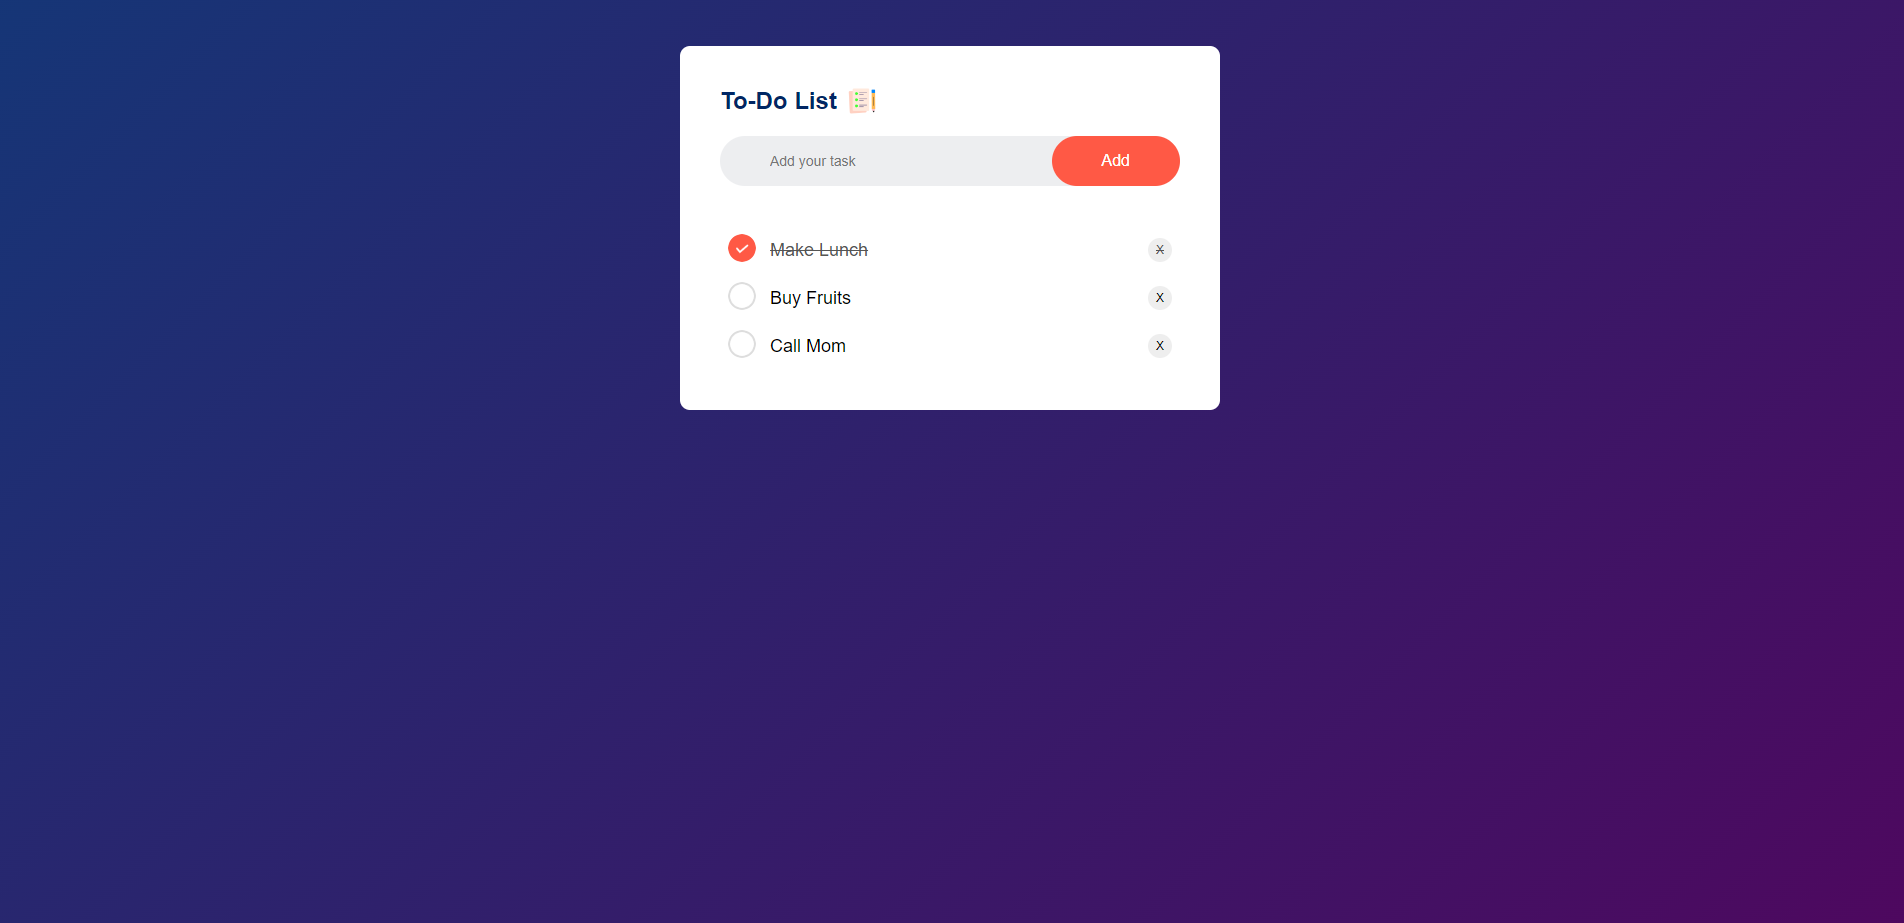 To-Do List
Add your task
Add
Make Lunch X
Buy Fruits X
Call Mom X